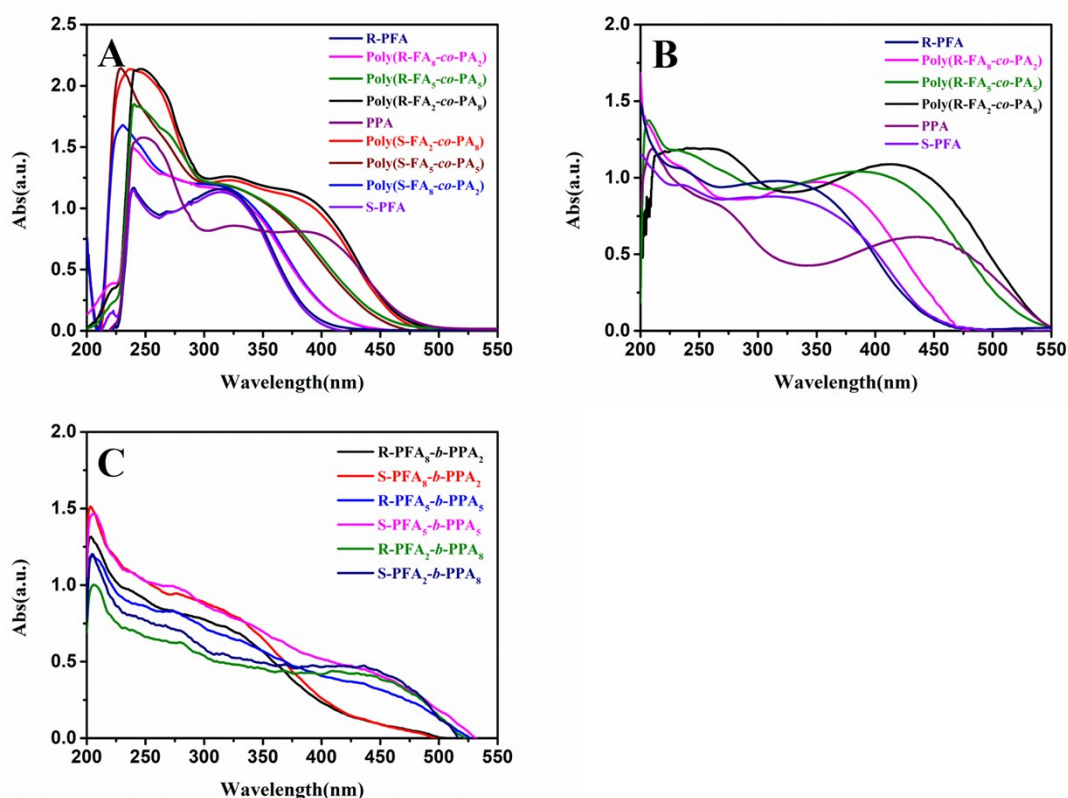 A
2.5
2.0
1.5
1.0
0.5
0.0
Abs(a.u.)
200 250 300 350 400 450 500 550
Wavelength(nm)
R-PFA
Poly(R-FA₈-co-PA₂)
Poly(R-FA₅-co-PA₅)
Poly(R-FA₂-co-PA₈)
PPA
Poly(S-FA₂-co-PA₈)
Poly(S-FA₅-co-PA₅)
Poly(S-FA₈-co-PA₂)
S-PFA
B
2.0
1.5
1.0
0.5
0.0
Abs(a.u.)
200 250 300 350 400 450 500 550
Wavelength(nm)
R-PFA
Poly(R-FA₈-co-PA₂)
Poly(R-FA₅-co-PA₅)
Poly(R-FA₂-co-PA₈)
PPA
S-PFA
C
2.0
1.5
1.0
0.5
0.0
Abs(a.u.)
200 250 300 350 400 450 500 550
Wavelength(nm)
R-PFA₈-b-PPA₂
S-PFA₈-b-PPA₂
R-PFA₅-b-PPA₅
S-PFA₅-b-PPA₅
R-PFA₂-b-PPA₈
S-PFA₂-b-PPA₈